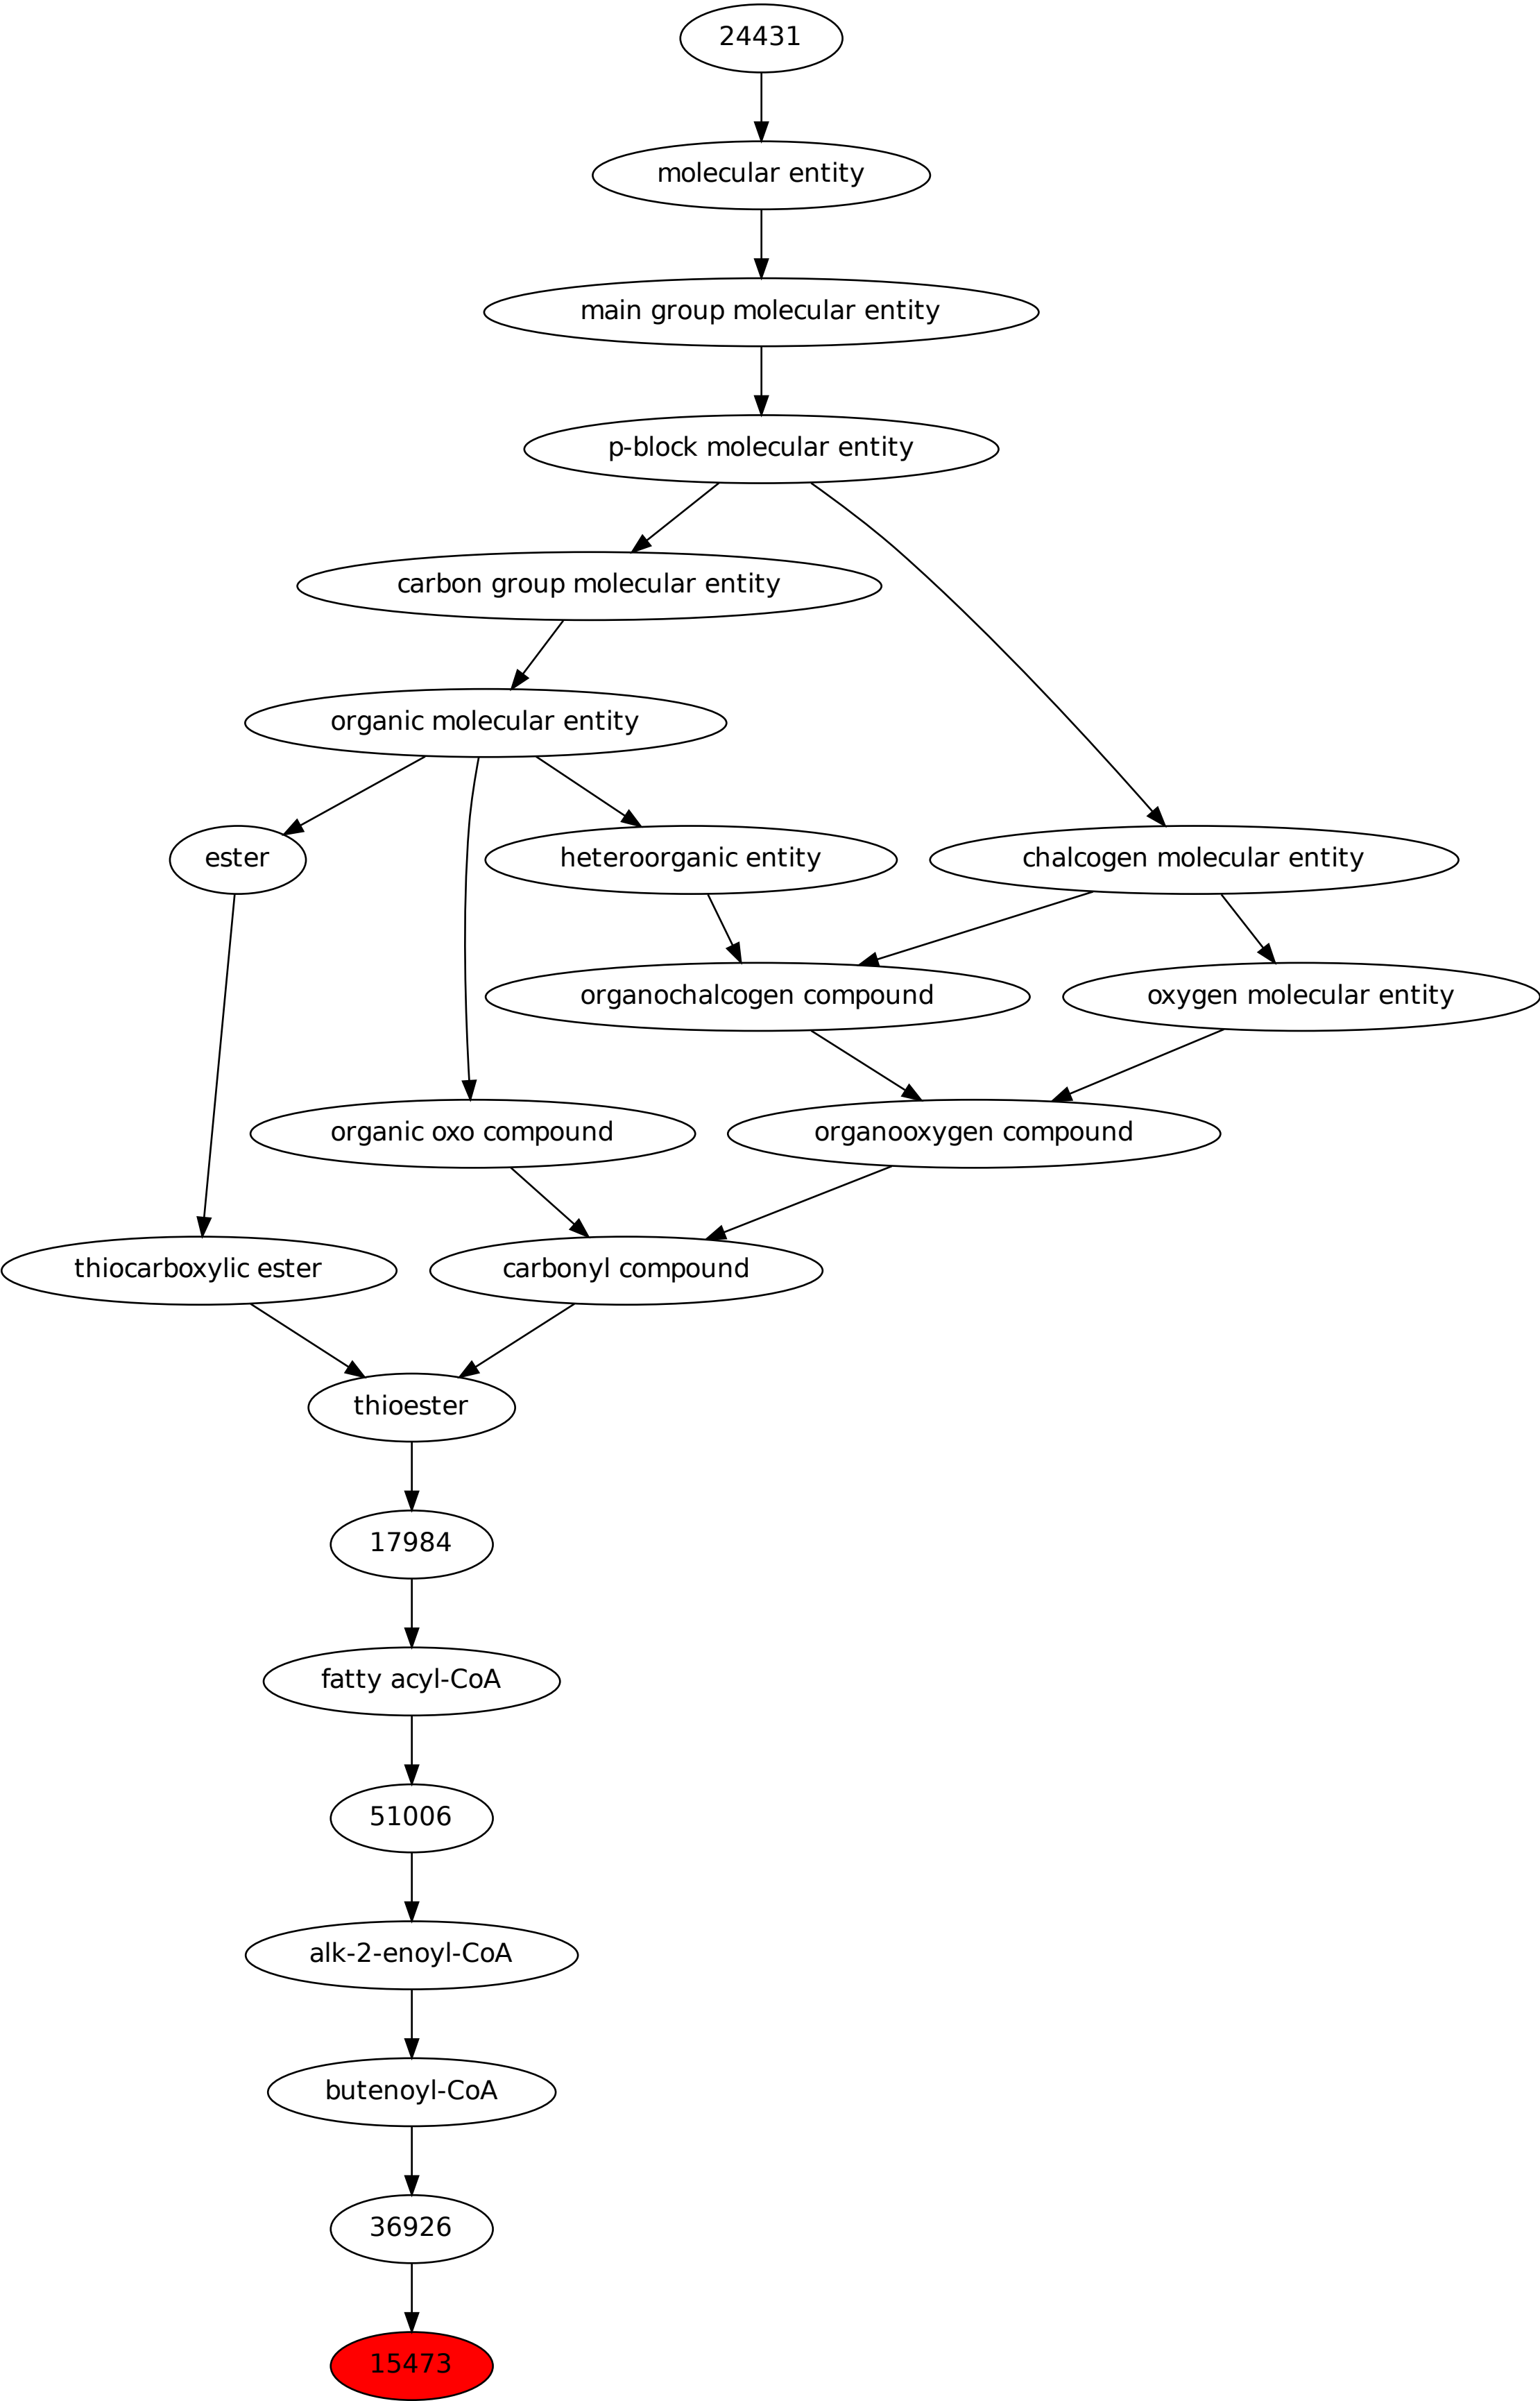 24431
molecular entity
main group molecular entity
p-block molecular entity
carbon group molecular entity
organic molecular entity
ester
heteroorganic entity
chalcogen molecular entity
organochalcogen compound
oxygen molecular entity
organic oxo compound
organooxygen compound
thiocarboxylic ester
carbonyl compound
thioester
17984
fatty acyl-CoA
51006
alk-2-enoyl-CoA
butenoyl-CoA
36926
15473